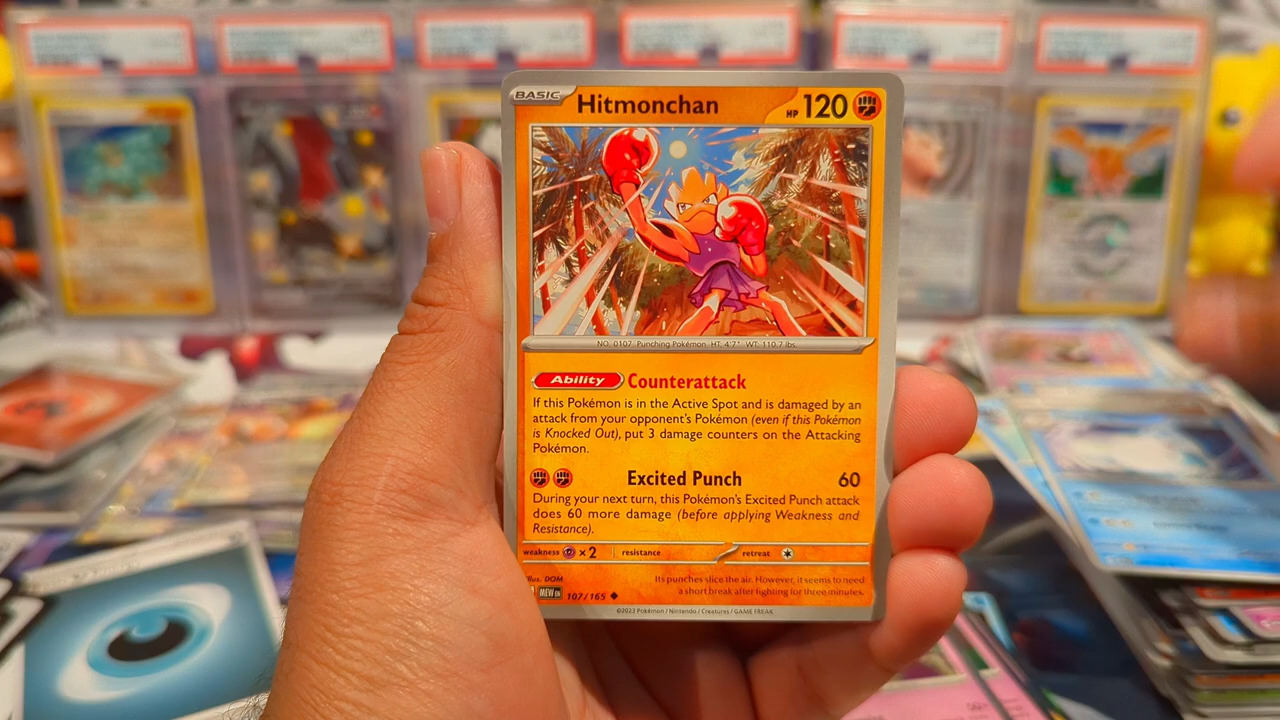 BASIC Hitmonchan HP 120
NO. 0107 Punching Pokémon HT. 4'7" WT: 110.7 lbs.
Ability Counterattack
If this Pokémon is in the Active Spot and is damaged by an
attack from your opponent's Pokémon (even if this Pokémon
is Knocked Out), put 3 damage counters on the Attacking
Pokémon.
Excited Punch 60
During your next turn, this Pokémon's Excited Punch attack
does 60 more damage (before applying Weakness and
Resistance).
weakness ×2 resistance retreat
Illus. DOM
Its punches slice the air. However, it seems to need
a short break after fighting for three minutes.
MEW EN 107/165
©2023 Pokémon / Nintendo / Creatures / GAME FREAK